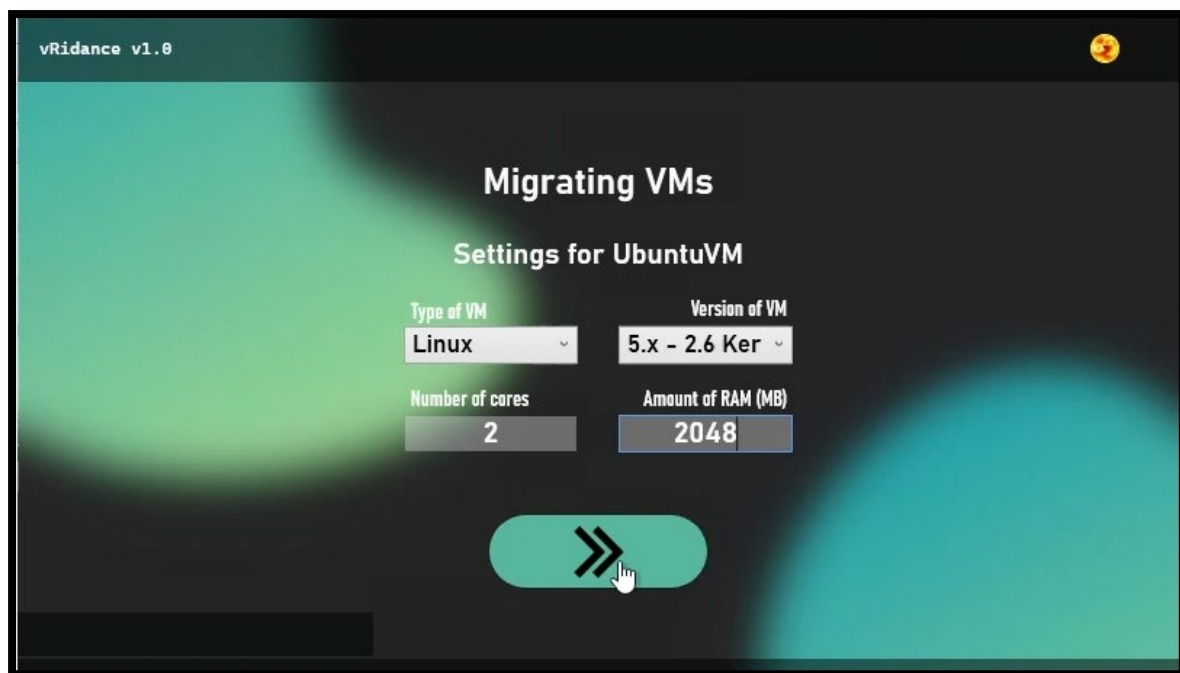 vRidance v1.0
Migrating VMs
Settings for UbuntuVM
Type of VM
Version of VM
Linux
5.x - 2.6 Ker
Number of cores
Amount of RAM (MB)
2
2048